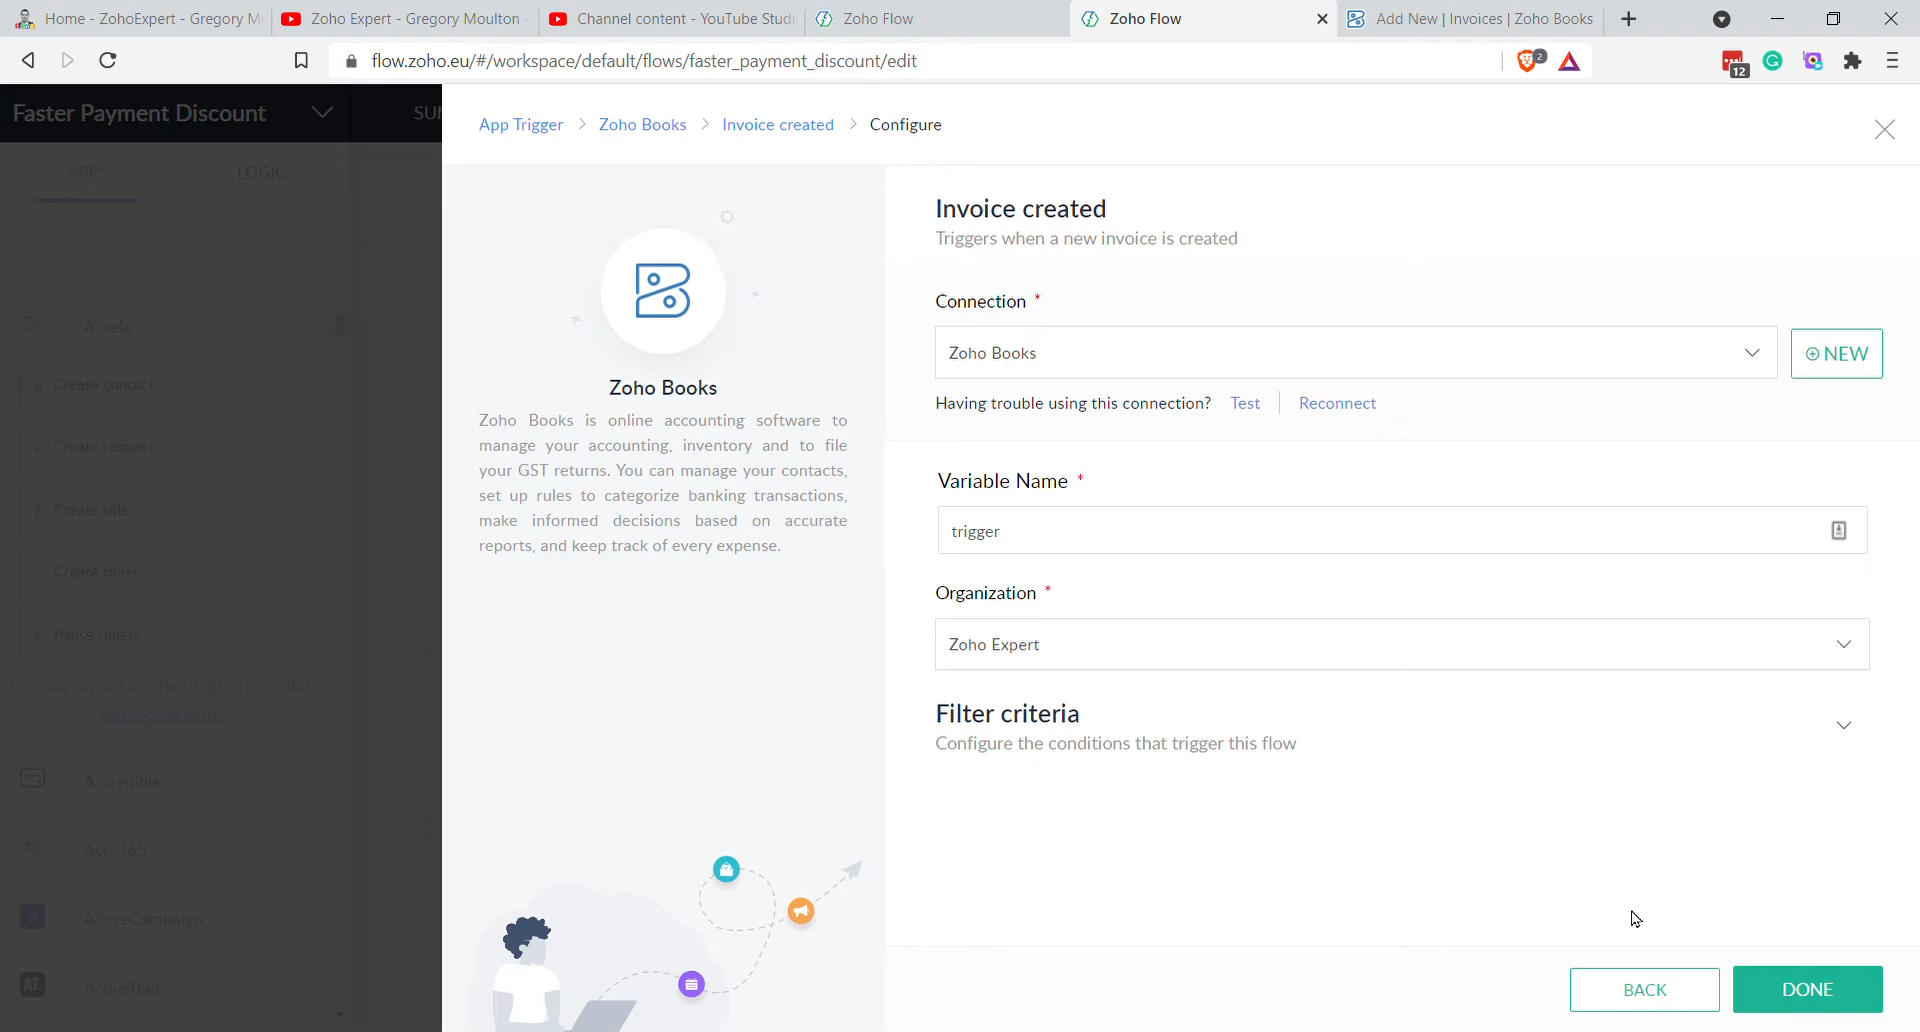 Home - ZohoExpert - Gregory Mo
Zoho Expert - Gregory Moulton -
Channel content - YouTube Studi
Zoho Flow
Zoho Flow
Add New | Invoices | Zoho Books
flow.zoho.eu/#/workspace/default/flows/faster_payment_discount/edit
2
12
Faster Payment Discount
SUM
App Trigger > Zoho Books > Invoice created > Configure
APPS
LOGIC
Accelo
Create contact
Create request
Create sale
Create timer
Pause timers
Request an action
Accredible
Act! 365
ActiveCampaign
AT
ActiveTrail
Zoho Books
Zoho Books is online accounting software to
manage your accounting, inventory and to file
your GST returns. You can manage your contacts,
set up rules to categorize banking transactions,
make informed decisions based on accurate
reports, and keep track of every expense.
Invoice created
Triggers when a new invoice is created
Connection *
Zoho Books
NEW
Having trouble using this connection? Test | Reconnect
Variable Name *
trigger
Organization *
Zoho Expert
Filter criteria
Configure the conditions that trigger this flow
BACK
DONE